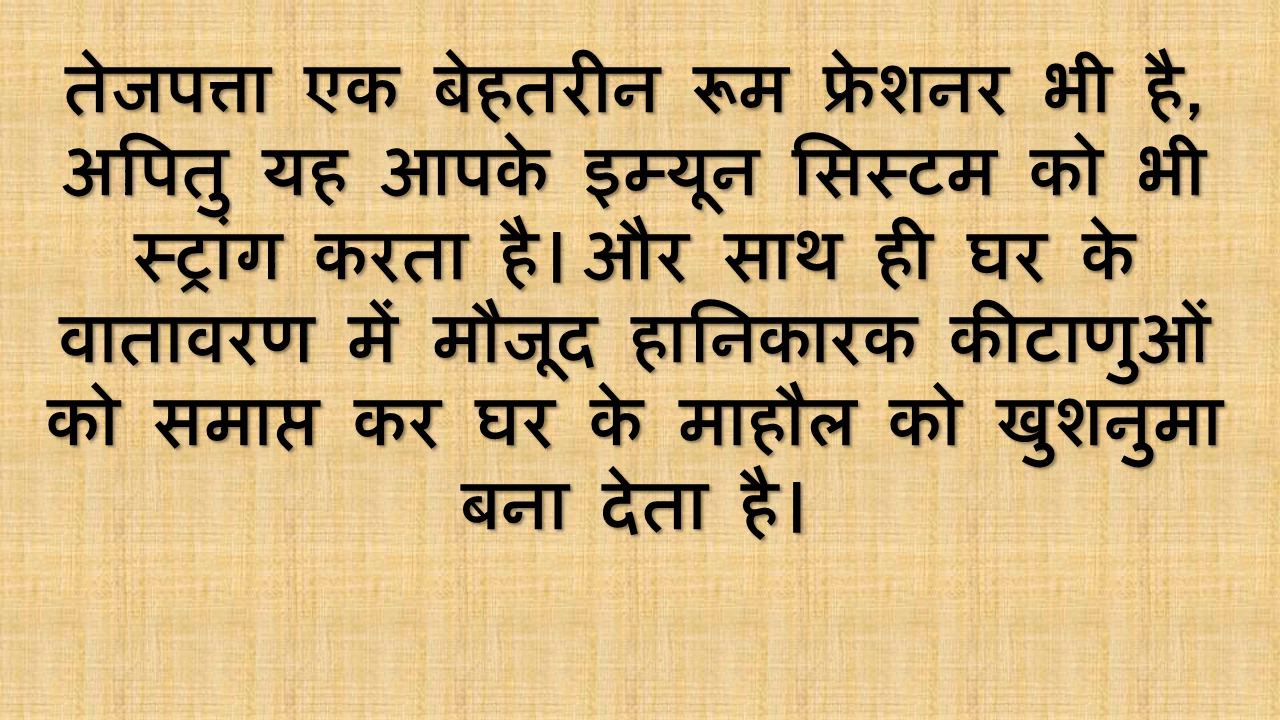 तेजपत्ता एक बेहतरीन रूम फ्रेशनर भी है,
अपितु यह आपके इम्यून सिस्टम को भी
स्ट्रांग करता है। और साथ ही घर के
वातावरण में मौजूद हानिकारक कीटाणुओं
को समाप्त कर घर के माहौल को खुशनुमा
बना देता है।